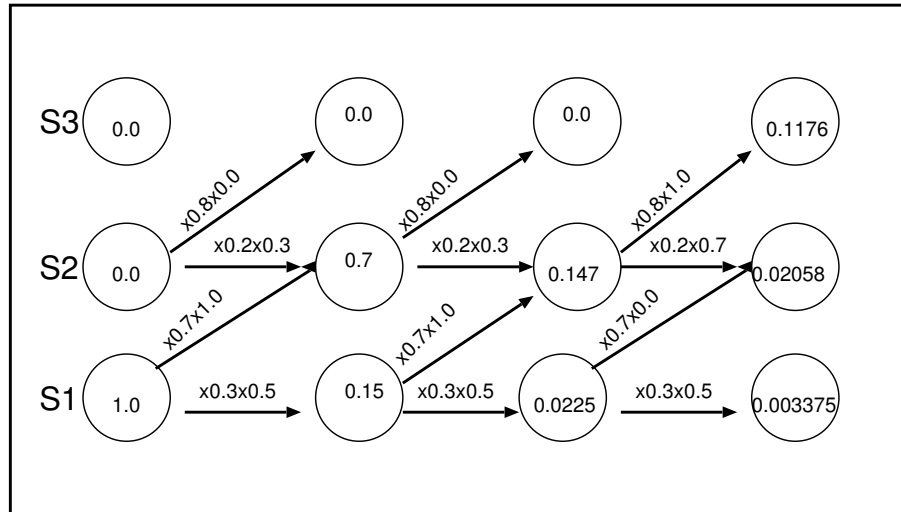 S3 0.0 0.0 0.0 0.1176
x0.8x0.0 x0.8x0.0 x0.8x1.0
x0.2x0.3 x0.2x0.3 x0.2x0.7
S2 0.0 0.7 0.147 0.02058
x0.7x1.0 x0.7x1.0 x0.7x0.0
x0.3x0.5 x0.3x0.5 x0.3x0.5
S1 1.0 0.15 0.0225 0.003375